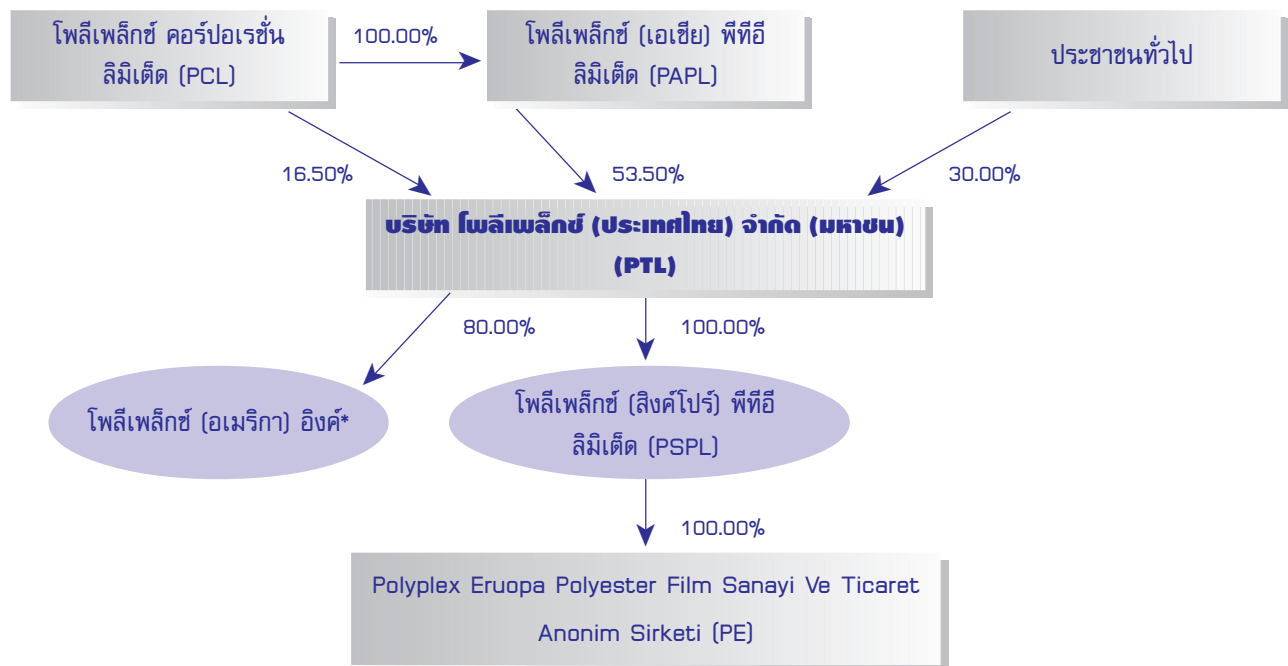 โพลีเพล็กซ์ คอร์ปอเรชั่น
ลิมิเต็ด (PCL)
100.00%
โพลีเพล็กซ์ (เอเชีย) พีทีอี
ลิมิเต็ด (PAPL)
ประชาชนทั่วไป
16.50%
53.50%
30.00%
บริษัท โพลีเพล็กซ์ (ประเทศไทย) จำกัด (มหาชน)
(PTL)
80.00%
100.00%
โพลีเพล็กซ์ (อเมริกา) อิงค์*
โพลีเพล็กซ์ (สิงค์โปร์) พีทีอี
ลิมิเต็ด (PSPL)
100.00%
Polyplex Eruopa Polyester Film Sanayi Ve Ticaret
Anonim Sirketi (PE)